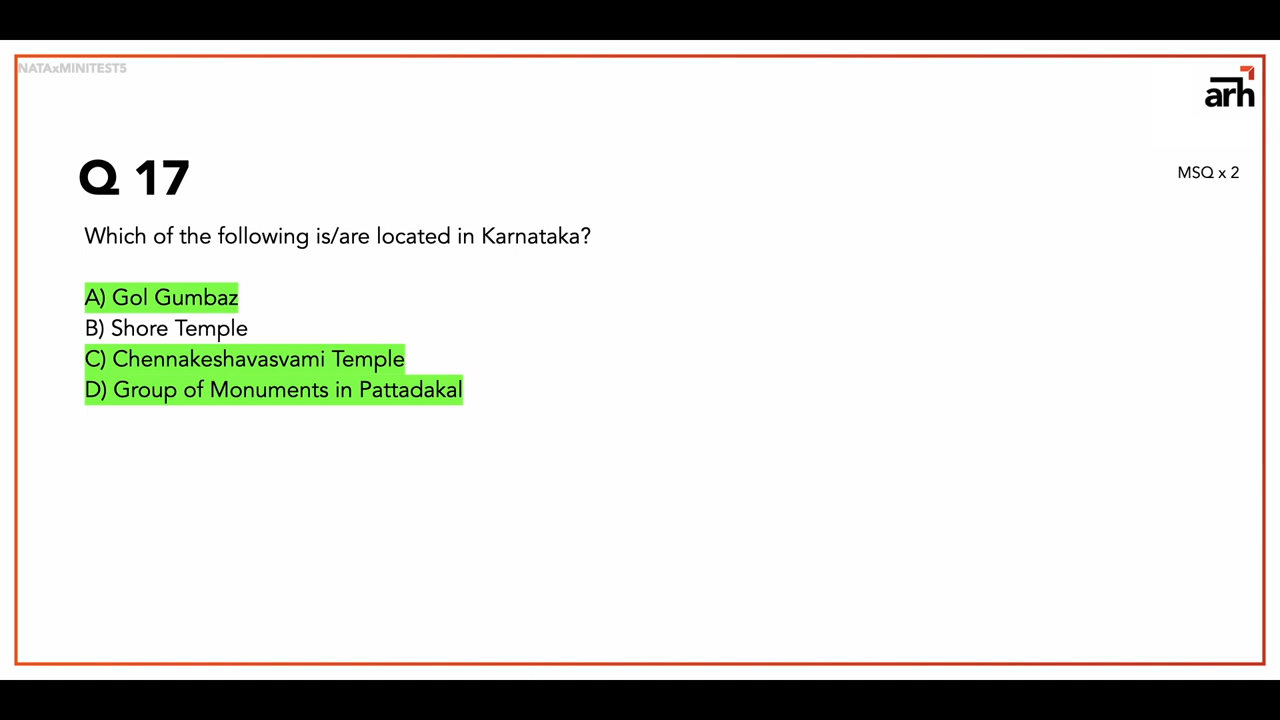 NATAxMINITEST5
arh
Q 17
MSQ x 2
Which of the following is/are located in Karnataka?
A) Gol Gumbaz
B) Shore Temple
C) Chennakeshavasvami Temple
D) Group of Monuments in Pattadakal